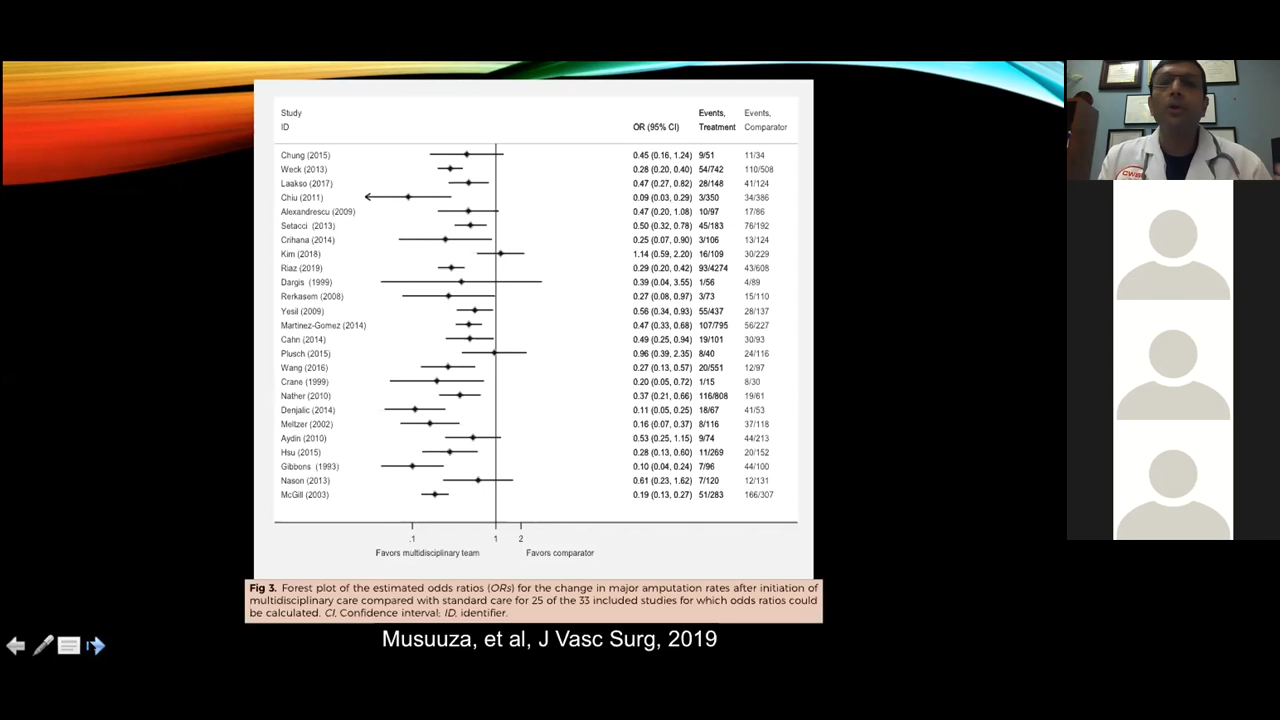 Study Events, Events,
ID OR (95% CI) Treatment Comparator
Chung (2015) 0.45 (0.16, 1.24) 9/51 11/34
Weck (2013) 0.28 (0.20, 0.40) 54/742 110/508
Laakso (2017) 0.47 (0.27, 0.82) 28/148 41/124
Chiu (2011) 0.09 (0.03, 0.29) 3/350 34/386
Alexandrescu (2009) 0.47 (0.20, 1.08) 10/97 17/86
Setacci (2013) 0.50 (0.32, 0.78) 45/183 76/192
Crihana (2014) 0.25 (0.07, 0.90) 3/106 13/124
Kim (2018) 1.14 (0.59, 2.20) 16/109 30/229
Riaz (2019) 0.29 (0.20, 0.42) 93/4274 43/608
Dargis (1999) 0.39 (0.04, 3.55) 1/56 4/89
Rerkasem (2008) 0.27 (0.08, 0.97) 3/73 15/110
Yesil (2009) 0.56 (0.34, 0.93) 55/437 28/137
Martinez-Gomez (2014) 0.47 (0.33, 0.68) 107/795 56/227
Cahn (2014) 0.49 (0.25, 0.94) 19/101 30/93
Plusch (2015) 0.96 (0.39, 2.35) 8/40 24/116
Wang (2016) 0.27 (0.13, 0.57) 20/551 12/97
Crane (1999) 0.20 (0.05, 0.72) 1/15 8/30
Nather (2010) 0.37 (0.21, 0.66) 116/808 19/61
Denjalic (2014) 0.11 (0.05, 0.25) 18/67 41/53
Meltzer (2002) 0.16 (0.07, 0.37) 8/116 37/118
Aydin (2010) 0.53 (0.25, 1.15) 9/74 44/213
Hsu (2015) 0.28 (0.13, 0.60) 11/269 20/152
Gibbons (1993) 0.10 (0.04, 0.24) 7/96 44/100
Nason (2013) 0.61 (0.23, 1.62) 7/120 12/131
McGill (2003) 0.19 (0.13, 0.27) 51/283 166/307
.1 1 2
Favors multidisciplinary team Favors comparator
Fig 3. Forest plot of the estimated odds ratios (ORs) for the change in major amputation rates after initiation of
multidisciplinary care compared with standard care for 25 of the 33 included studies for which odds ratios could
be calculated. CI, Confidence interval; ID, identifier.
Musuuza, et al, J Vasc Surg, 2019